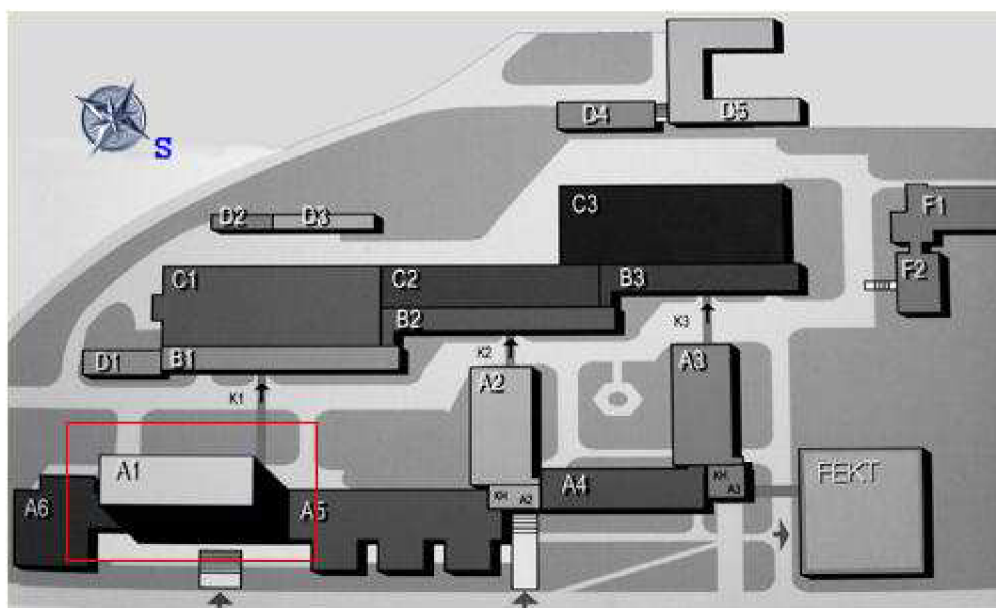 D4
D5
S
C3
F1
D2
D3
F2
C1
C2
B3
B2
K3
K2
D1
B1
A3
A2
K1
A1
FEKT
A4
KH
A3
KH
A2
A6
A5